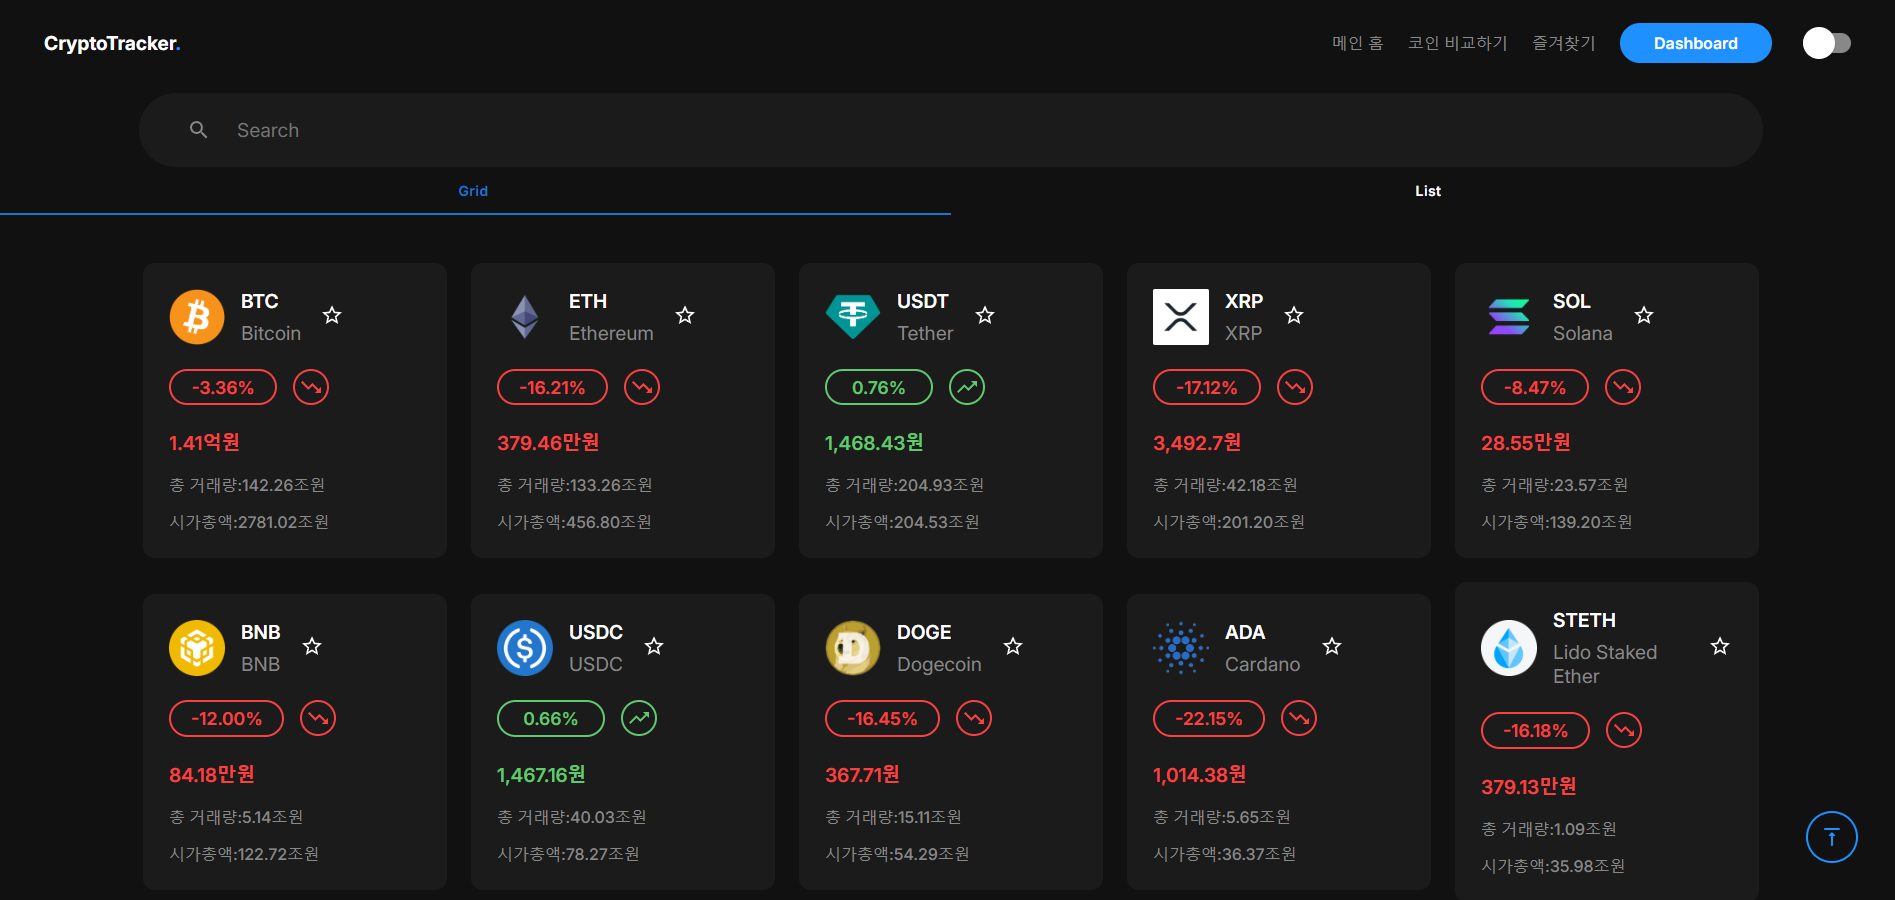 CryptoTracker.
메인 홈
코인 비교하기
즐겨찾기
Dashboard
Search
Grid
List
BTC
Bitcoin
-3.36%
1.41억원
총 거래량:142.26조원
시가총액:2781.02조원
ETH
Ethereum
-16.21%
379.46만원
총 거래량:133.26조원
시가총액:456.80조원
USDT
Tether
0.76%
1,468.43원
총 거래량:204.93조원
시가총액:204.53조원
XRP
XRP
-17.12%
3,492.7원
총 거래량:42.18조원
시가총액:201.20조원
SOL
Solana
-8.47%
28.55만원
총 거래량:23.57조원
시가총액:139.20조원
BNB
BNB
-12.00%
84.18만원
총 거래량:5.14조원
시가총액:122.72조원
USDC
USDC
0.66%
1,467.16원
총 거래량:40.03조원
시가총액:78.27조원
DOGE
Dogecoin
-16.45%
367.71원
총 거래량:15.11조원
시가총액:54.29조원
ADA
Cardano
-22.15%
1,014.38원
총 거래량:5.65조원
시가총액:36.37조원
STETH
Lido Staked
Ether
-16.18%
379.13만원
총 거래량:1.09조원
시가총액:35.98조원